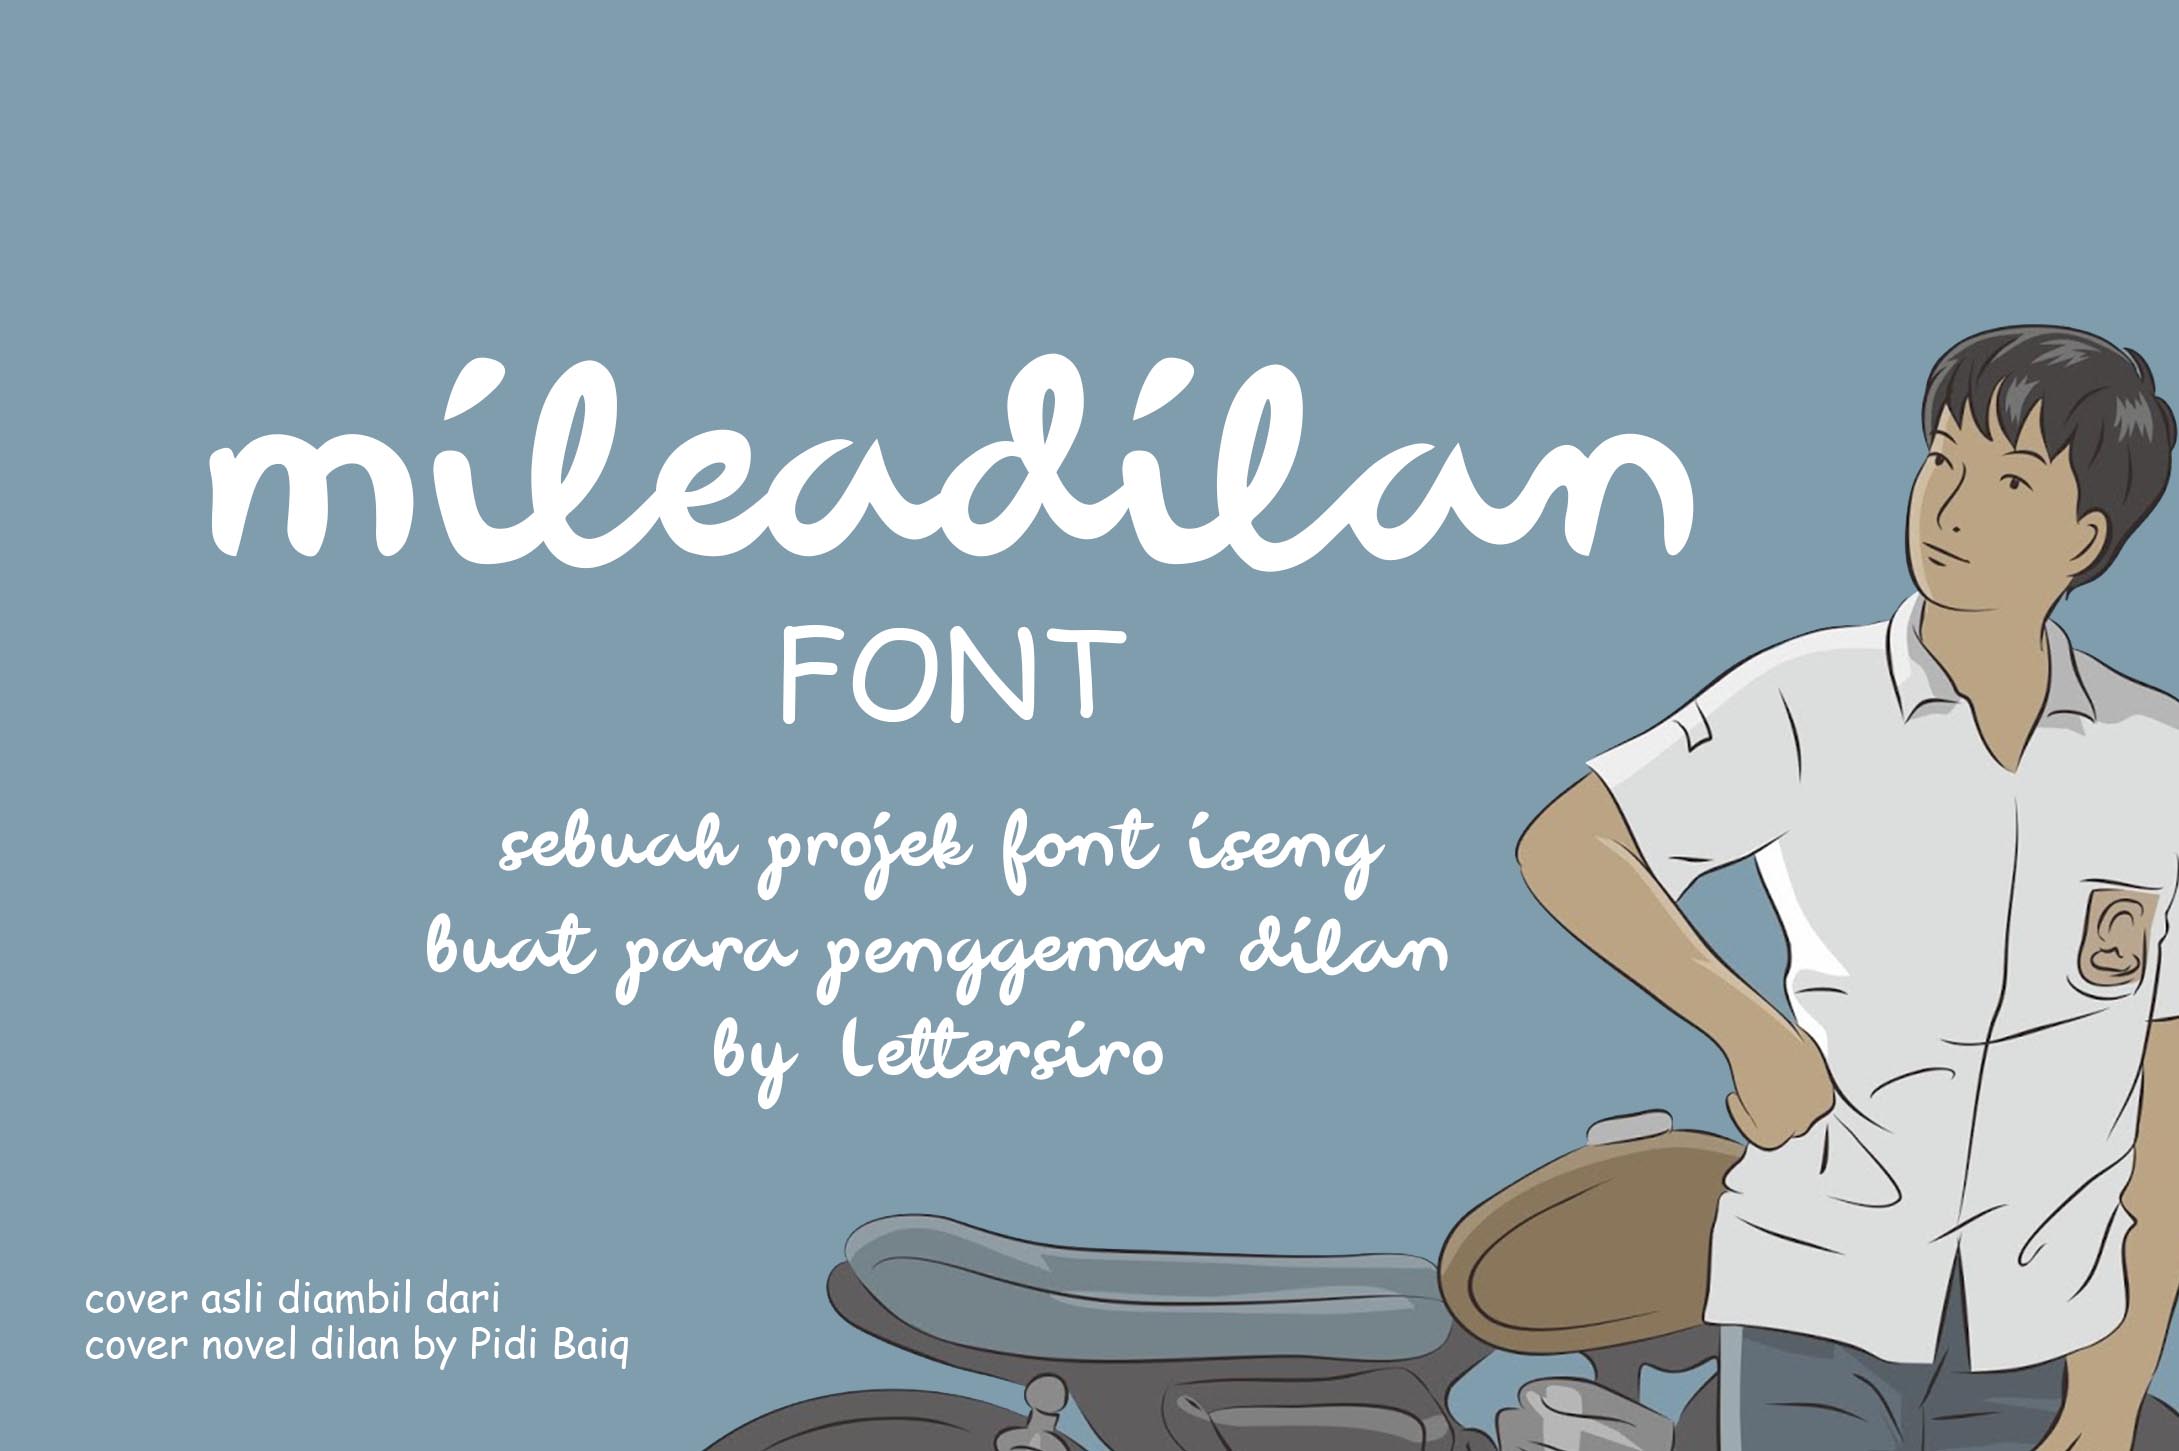 mileadilan
FONT
sebuah projek font iseng
buat para penggemar dilan
by lettersiro
cover asli diambil dari
cover novel dilan by Pidi Baiq